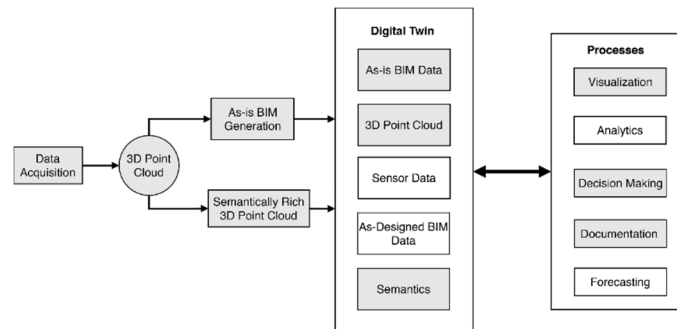 Data
Acquisition
3D Point
Cloud
As-is BIM
Generation
Semantically Rich
3D Point Cloud
Digital Twin
As-is BIM Data
3D Point Cloud
Sensor Data
As-Designed BIM
Data
Semantics
Processes
Visualization
Analytics
Decision Making
Documentation
Forecasting